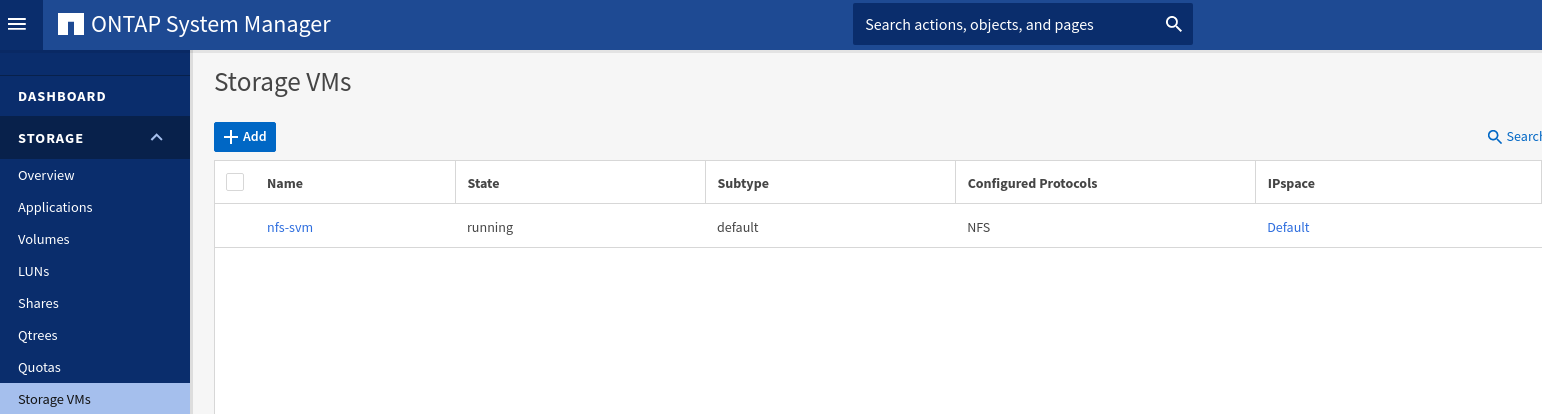 ONTAP System Manager
Search actions, objects, and pages
DASHBOARD
STORAGE
Overview
Applications
Volumes
LUNs
Shares
Qtrees
Quotas
Storage VMs
Storage VMs
Add
Search
Name State Subtype Configured Protocols IPspace
nfs-svm running default NFS Default